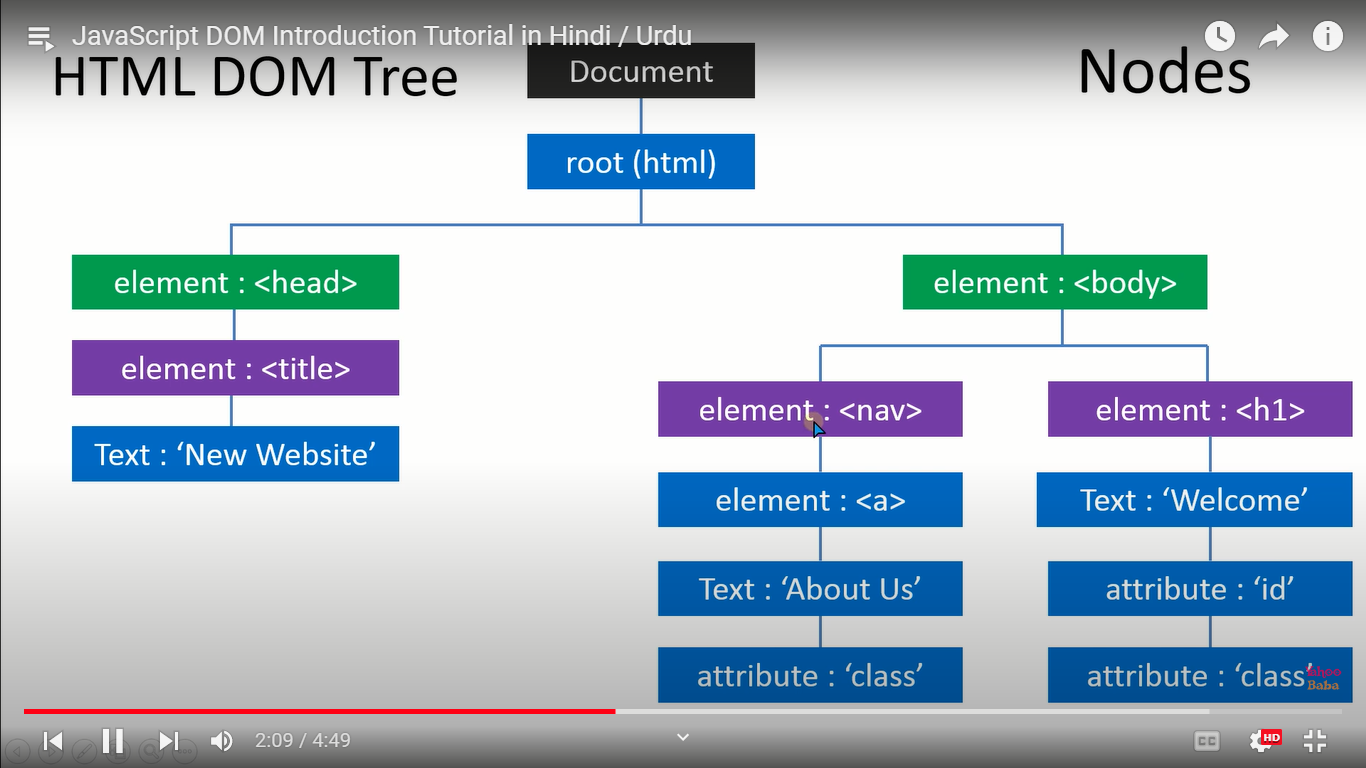 JavaScript DOM Introduction Tutorial in Hindi / Urdu
HTML DOM Tree
Document
Nodes
root (html)
element : <head>
element : <body>
element : <title>
element : <nav>
element : <h1>
Text : ‘New Website’
element : <a>
Text : ‘Welcome’
Text : ‘About Us’
attribute : ‘id’
attribute : ‘class’
attribute : ‘class’
Yahoo
Baba
2:09 / 4:49
CC
HD